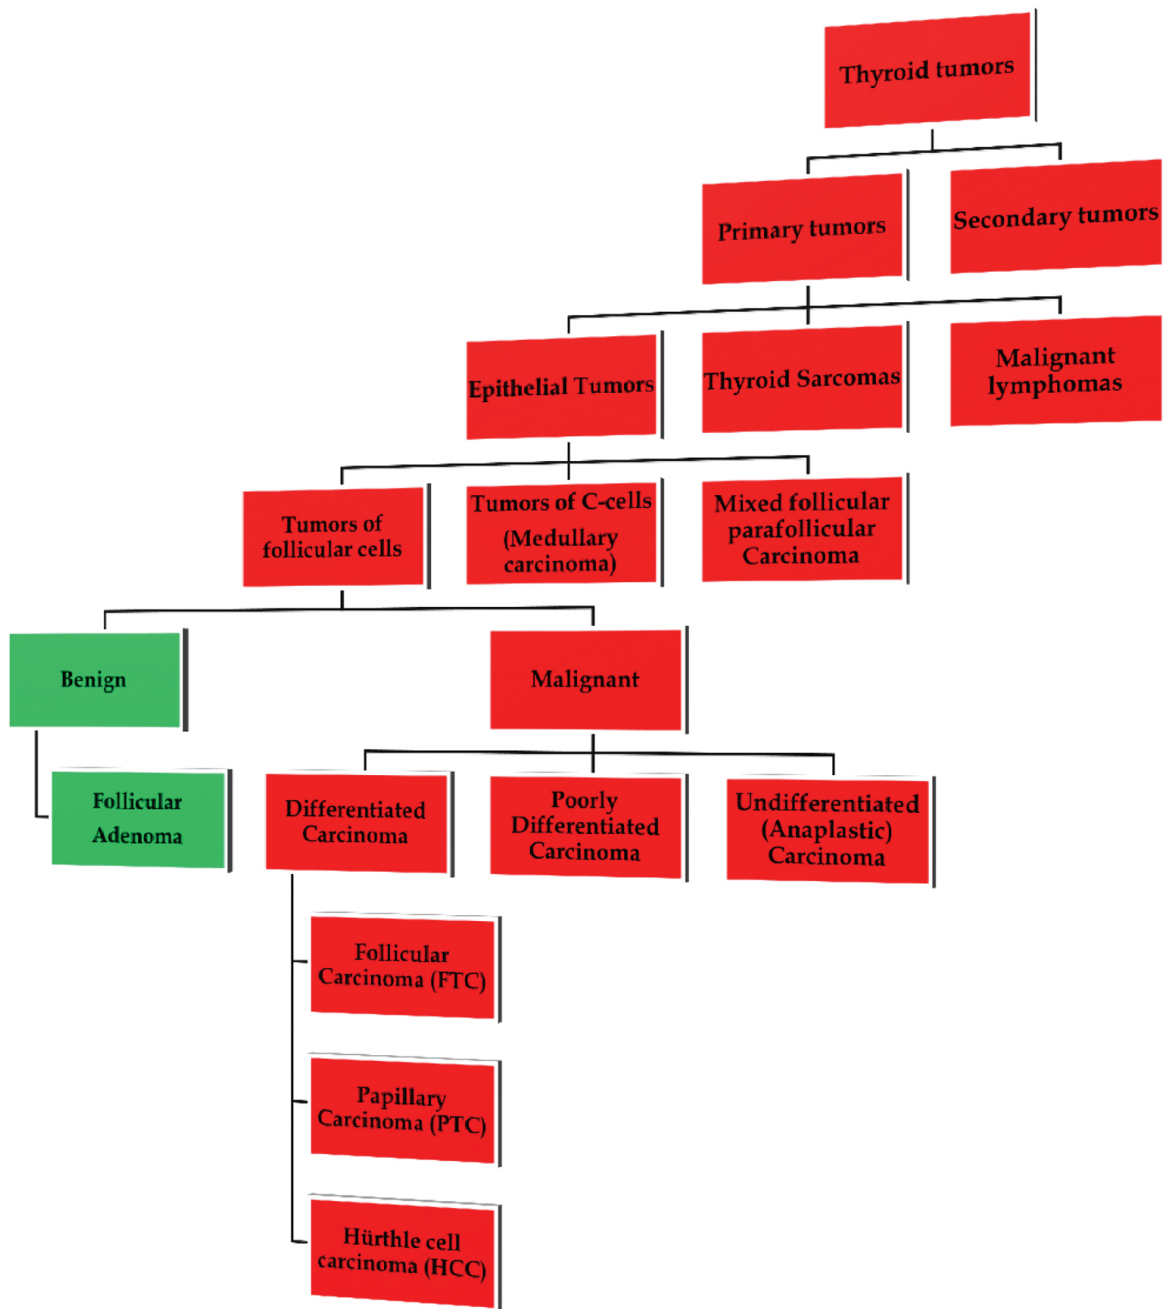 Thyroid tumors
Primary tumors
Secondary tumors
Epithelial Tumors
Thyroid Sarcomas
Malignant
lymphomas
Tumors of
follicular cells
Tumors of C-cells
(Medullary
carcinoma)
Mixed follicular
parafollicular
Carcinoma
Benign
Malignant
Follicular
Adenoma
Differentiated
Carcinoma
Poorly
Differentiated
Carcinoma
Undifferentiated
(Anaplastic)
Carcinoma
Follicular
Carcinoma (FTC)
Papillary
Carcinoma (PTC)
Hürthle cell
carcinoma (HCC)